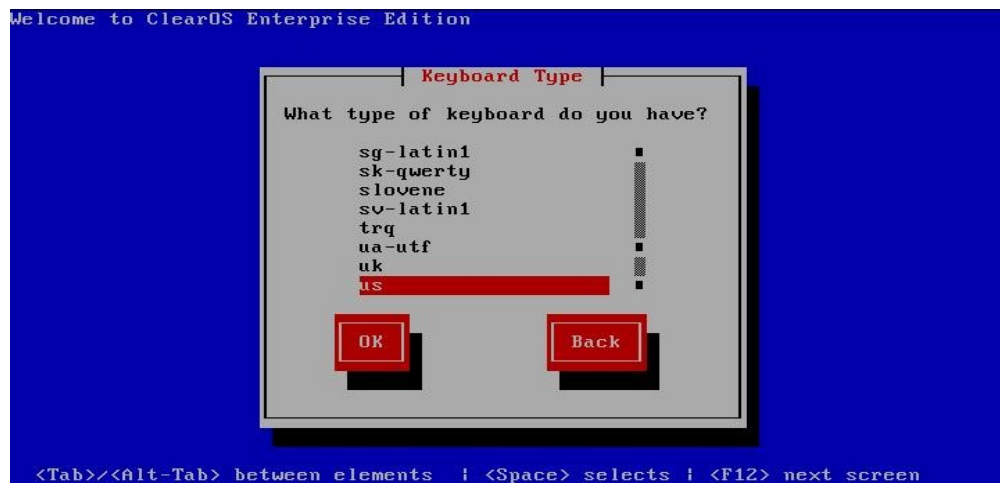 Welcome to ClearOS Enterprise Edition
Keyboard Type
What type of keyboard do you have?
sg-latin1
sk-qwerty
slovene
sv-latin1
trq
ua-utf
uk
us
OK Back
<Tab>/<Alt-Tab> between elements | <Space> selects | <F12> next screen